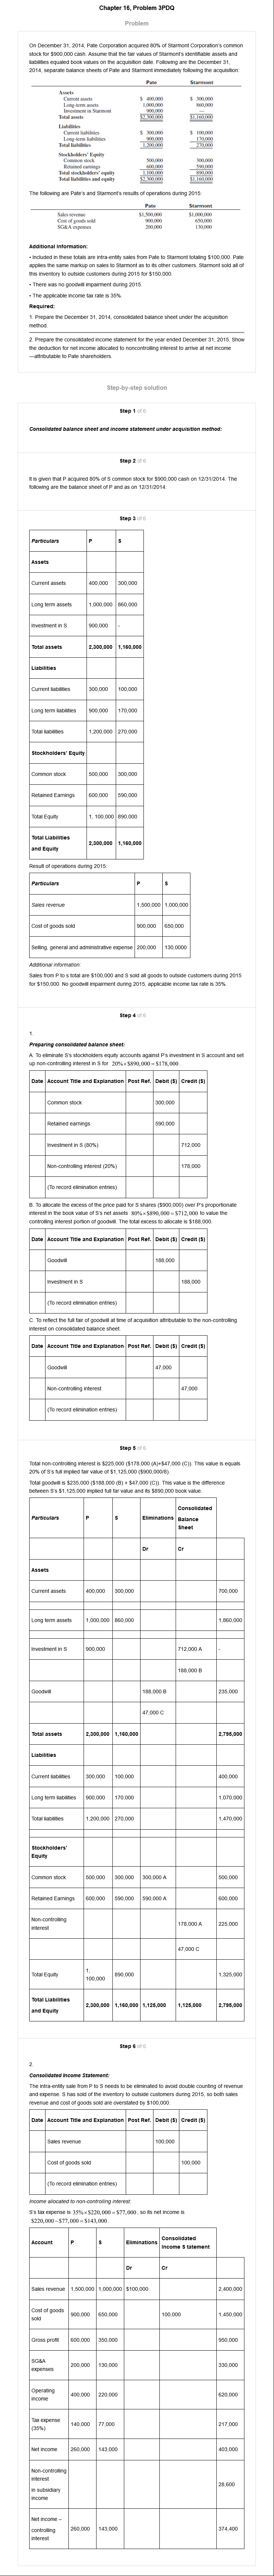 Chapter 16, Problem 3PDQ
Problem
On December 31, 2014, Pate Corporation acquired 80% of Starmont Corporation's common
stock for $900,000 cash. Assume that the fair values of Starmont's identifiable assets and
liabilities equaled book values on the acquisition date. Following are the December 31,
2014, separate balance sheets of Pate and Starmont immediately following the acquisition:
Pate Starmont
Assets
Current assets $ 400,000 $ 300,000
Long-term assets 1,000,000 860,000
Investment in Starmont 900,000 —
Total assets $2,300,000 $1,160,000
Liabilities
Current liabilities $ 300,000 $ 100,000
Long-term liabilities 900,000 170,000
Total liabilities 1,200,000 270,000
Stockholders' Equity
Common stock 500,000 300,000
Retained earnings 600,000 590,000
Total stockholders' equity 1,100,000 890,000
Total liabilities and equity $2,300,000 $1,160,000
The following are Pate's and Starmont's results of operations during 2015:
Pate Starmont
Sales revenue $1,500,000 $1,000,000
Cost of goods sold 900,000 650,000
SG&A expenses 200,000 130,000
Additional Information:
• Included in these totals are intra-entity sales from Pate to Starmont totaling $100,000. Pate
applies the same markup on sales to Starmont as to its other customers. Starmont sold all of
this inventory to outside customers during 2015 for $150,000.
• There was no goodwill impairment during 2015.
• The applicable income tax rate is 35%.
Required:
1. Prepare the December 31, 2014, consolidated balance sheet under the acquisition
method.
2. Prepare the consolidated income statement for the year ended December 31, 2015. Show
the deduction for net income allocated to noncontrolling interest to arrive at net income
—attributable to Pate shareholders.
Step-by-step solution
Step 1 of 6
Consolidated balance sheet and income statement under acquisition method:
Step 2 of 6
It is given that P acquired 80% of S common stock for $900,000 cash on 12/31/2014. The
following are the balance sheet of P and as on 12/31/2014
Step 3 of 6
Particulars P S
Assets
Current assets 400,000 300,000
Long term assets 1,000,000 860,000
Investment in S 900,000 -
Total assets 2,300,000 1,160,000
Liabilities
Current liabilities 300,000 100,000
Long term liabilities 900,000 170,000
Total liabilities 1,200,000 270,000
Stockholders' Equity
Common stock 500,000 300,000
Retained Earnings 600,000 590,000
Total Equity 1, 100,000 890,000
Total Liabilities
and Equity 2,300,000 1,160,000
Result of operations during 2015.
Particulars P S
Sales revenue 1,500,000 1,000,000
Cost of goods sold 900,000 650,000
Selling, general and administrative expense 200,000 130,0000
Additional information:
Sales from P to s total are $100,000 and S sold all goods to outside customers during 2015
for $150,000. No goodwill impairment during 2015, applicable income tax rate is 35%.
Step 4 of 6
1.
Preparing consolidated balance sheet:
A. To eliminate S's stockholders equity accounts against P's investment in S account and set
up non-controlling interest in S for 20%×$890,000 = $178,000
Date Account Title and Explanation Post Ref. Debit ($) Credit ($)
Common stock 300,000
Retained earnings 590,000
Investment in S (80%) 712,000
Non-controlling interest (20%) 178,000
(To record elimination entries)
B. To allocate the excess of the price paid for S shares ($900,000) over P's proportionate
interest in the book value of S's net assets 80%×$890,000 = $712,000 to value the
controlling interest portion of goodwill. The total excess to allocate is $188,000.
Date Account Title and Explanation Post Ref. Debit ($) Credit ($)
Goodwill 188,000
Investment in S 188,000
(To record elimination entries)
C. To reflect the full fair of goodwill at time of acquisition attributable to the non-controlling
interest on consolidated balance sheet.
Date Account Title and Explanation Post Ref. Debit ($) Credit ($)
Goodwill 47,000
Non-controlling interest 47,000
(To record elimination entries)
Step 5 of 6
Total non-controlling interest is $225,000 ($178,000 (A)+$47,000 (C)). This value is equals
20% of S's full implied fair value of $1,125,000 ($900,000/8).
Total goodwill is $235,000 ($188,000 (B) + $47,000 (C)). This value is the difference
between S's $1,125,000 implied full fair value and its $890,000 book value.
Particulars P S Eliminations Consolidated
Balance
Sheet
Dr Cr
Assets
Current assets 400,000 300,000 700,000
Long term assets 1,000,000 860,000 1,860,000
Investment in S 900,000 712,000 A -
188,000 B
Goodwill 188,000 B 235,000
47,000 C
Total assets 2,300,000 1,160,000 2,795,000
Liabilities
Current liabilities 300,000 100,000 400,000
Long term liabilities 900,000 170,000 1,070,000
Total liabilities 1,200,000 270,000 1,470,000
Stockholders'
Equity
Common stock 500,000 300,000 300,000 A 500,000
Retained Earnings 600,000 590,000 590,000 A 600,000
Non-controlling
interest 178,000 A 225,000
47,000 C
Total Equity 1,
100,000 890,000 1,325,000
Total Liabilities
and Equity 2,300,000 1,160,000 1,125,000 1,125,000 2,795,000
Step 6 of 6
2.
Consolidated Income Statement:
The intra-entity sale from P to S needs to be eliminated to avoid double counting of revenue
and expense. S has sold of the inventory to outside customers during 2015, so both sales
revenue and cost of goods sold are overstated by $100,000.
Date Account Title and Explanation Post Ref. Debit ($) Credit ($)
Sales revenue 100,000
Cost of goods sold 100,000
(To record elimination entries)
Income allocated to non-controling interest:
S's tax expense is 35%×$220,000 = $77,000, so its net income is
$220,000−$77,000 = $143,000.
Account P S Eliminations Consolidated
Income S tatement
Dr Cr
Sales revenue 1,500,000 1,000,000 $100,000 2,400,000
Cost of goods
sold 900,000 650,000 100,000 1,450,000
Gross profit 600,000 350,000 950,000
SG&A
expenses 200,000 130,000 330,000
Operating
income 400,000 220,000 620,000
Tax expense
(35%) 140,000 77,000 217,000
Net income 260,000 143,000 403,000
Non-controlling
interest
in subsidiary
income 28,600
Net income –
controlling
interest 260,000 143,000 374,400